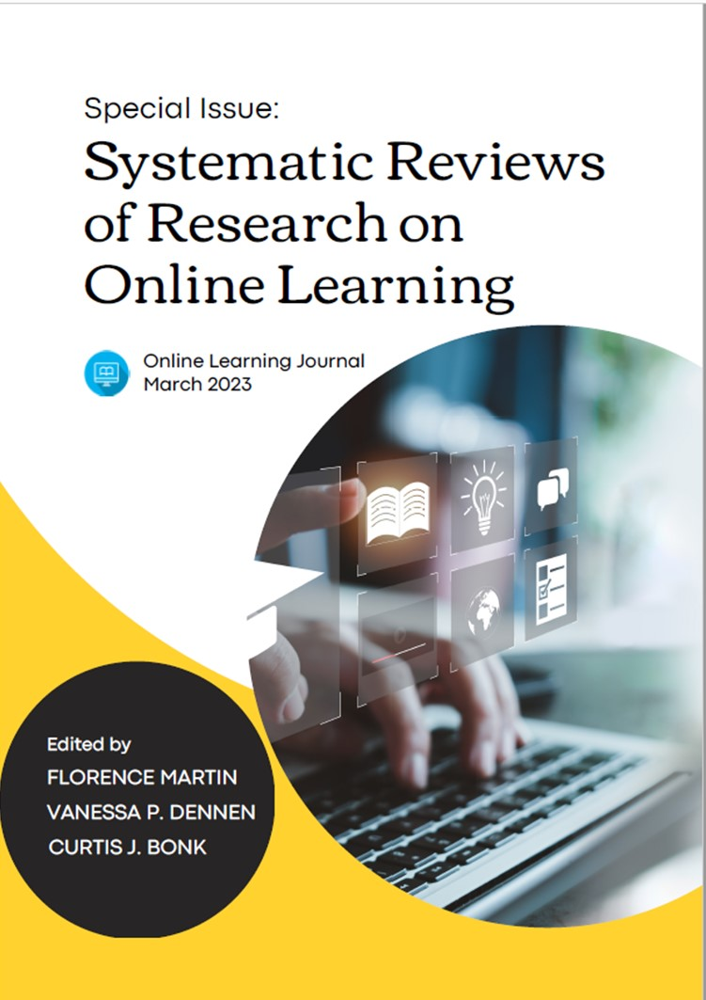 Special Issue:
Systematic Reviews
of Research on
Online Learning
Online Learning Journal
March 2023
Edited by
FLORENCE MARTIN
VANESSA P. DENNEN
CURTIS J. BONK